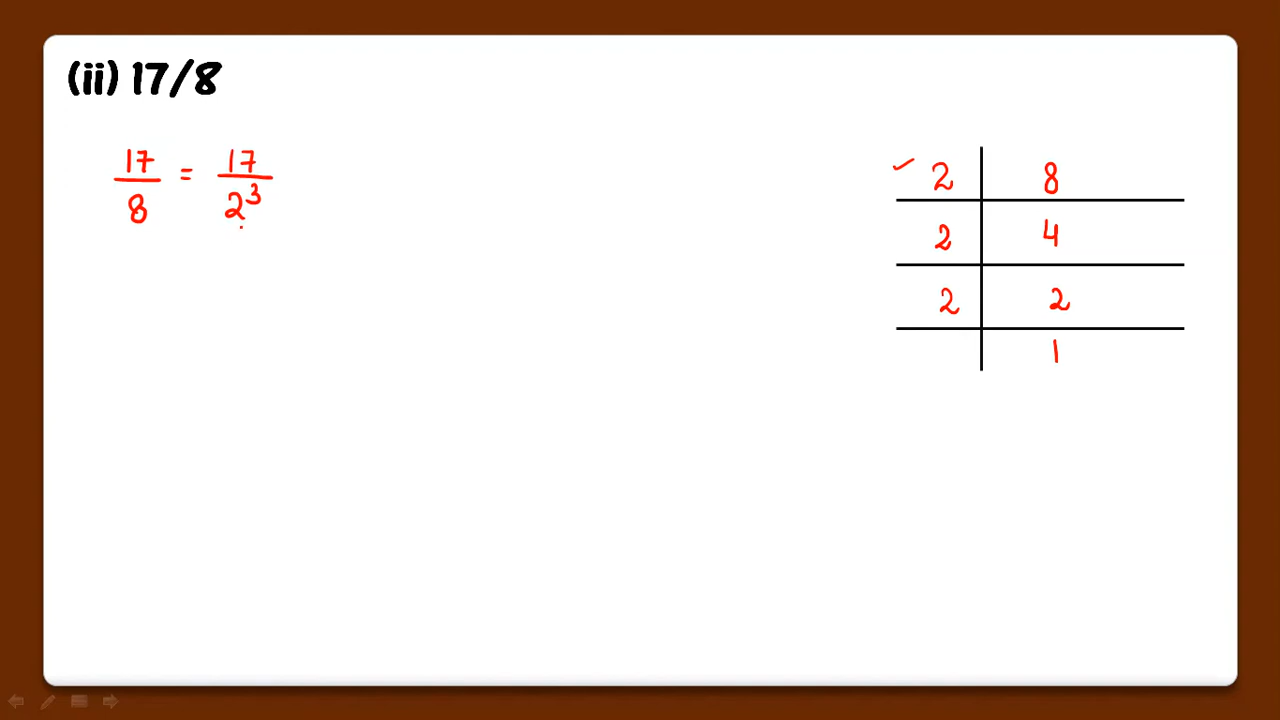 (ii) 17/8
17/8 = 17/2³
2 | 8
2 | 4
2 | 2
1